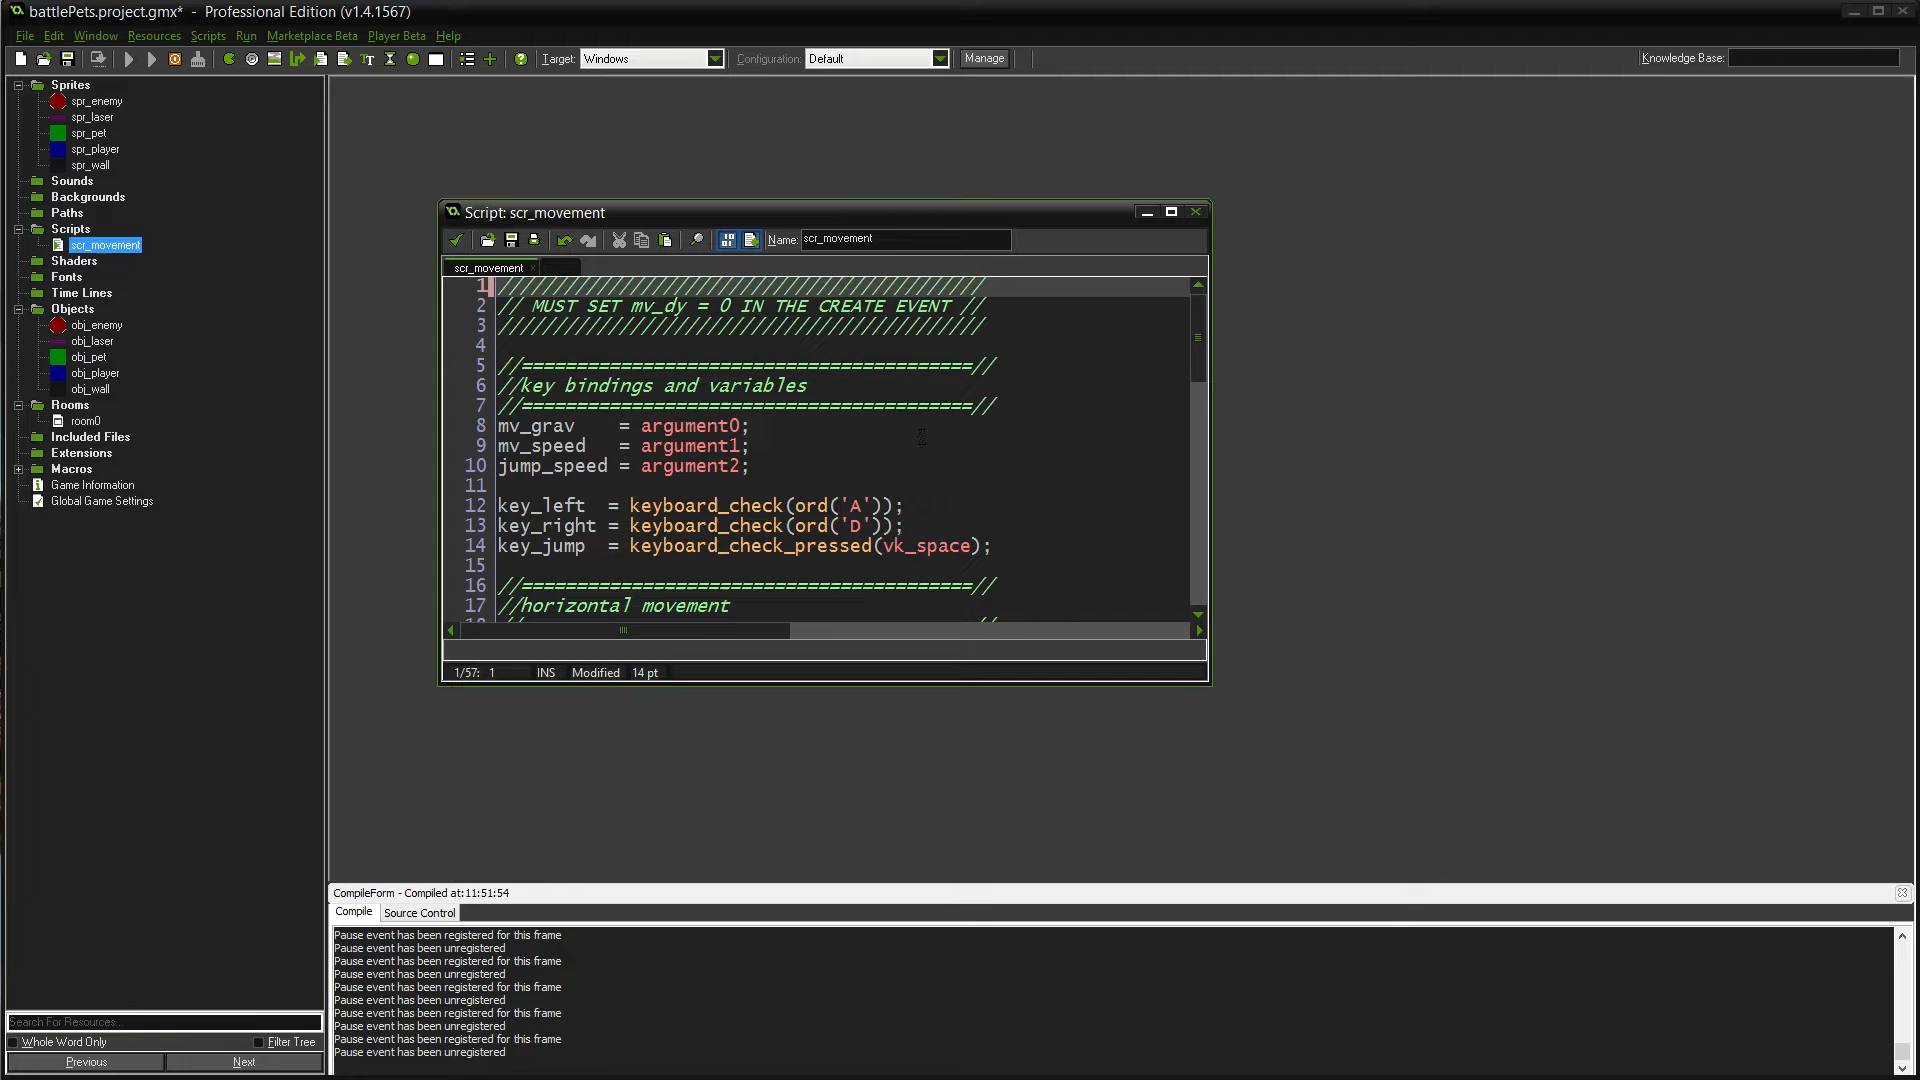 battlePets.project.gmx* - Professional Edition (v1.4.1567)
File Edit Window Resources Scripts Run Marketplace Beta Player Beta Help
Target: Windows Configuration: Default Manage Knowledge Base:
Sprites
spr_enemy
spr_laser
spr_pet
spr_player
spr_wall
Sounds
Backgrounds
Paths
Scripts
scr_movement
Shaders
Fonts
Time Lines
Objects
obj_enemy
obj_laser
obj_pet
obj_player
obj_wall
Rooms
room0
Included Files
Extensions
Macros
Game Information
Global Game Settings
Search For Resources...
Whole Word Only Filter Tree
Previous Next
Script: scr_movement
Name: scr_movement
scr_movement
1 ////////////////////////////////////////////
2 // MUST SET mv_dy = 0 IN THE CREATE EVENT //
3 ////////////////////////////////////////////
4
5 //=========================================//
6 //key bindings and variables
7 //=========================================//
8 mv_grav = argument0;
9 mv_speed = argument1;
10 jump_speed = argument2;
11
12 key_left = keyboard_check(ord('A'));
13 key_right = keyboard_check(ord('D'));
14 key_jump = keyboard_check_pressed(vk_space);
15
16 //=========================================//
17 //horizontal movement
1/57: 1 INS Modified 14 pt
CompileForm - Compiled at:11:51:54
Compile Source Control
Pause event has been registered for this frame
Pause event has been unregistered
Pause event has been registered for this frame
Pause event has been unregistered
Pause event has been registered for this frame
Pause event has been unregistered
Pause event has been registered for this frame
Pause event has been unregistered
Pause event has been registered for this frame
Pause event has been unregistered